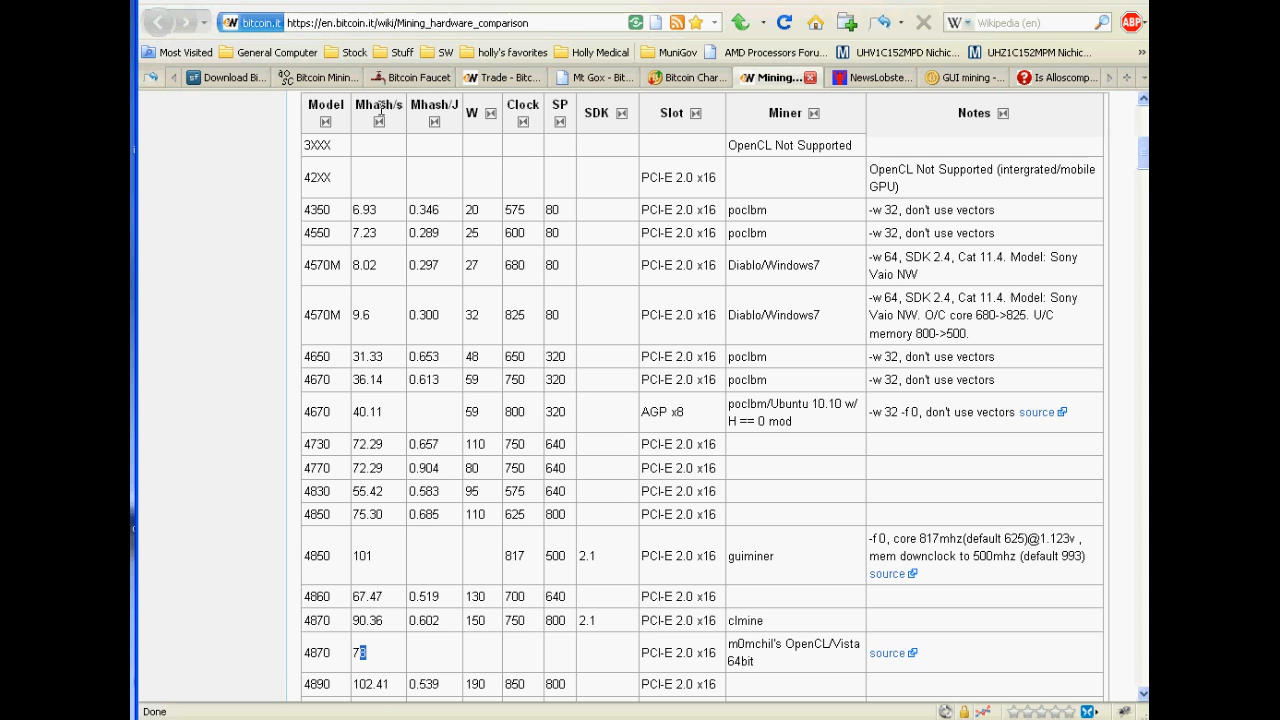 bitcoin.it https://en.bitcoin.it/wiki/Mining_hardware_comparison W Wikipedia (en) ABP
Most Visited General Computer Stock Stuff SW holly's favorites Holly Medical MuniGov AMD Processors Foru... UHV1C152MPD Nichic... UHZ1C152MPM Nichic... »
Download Bi... Bitcoin Minin... Bitcoin Faucet Trade - Bitc... Mt Gox - Bit... Bitcoin Char... Mining... NewsLobste... GUI mining -... Is Alloscomp...
Model Mhash/s Mhash/J W Clock SP SDK Slot Miner Notes
3XXX OpenCL Not Supported
42XX PCI-E 2.0 x16 OpenCL Not Supported (intergrated/mobile
GPU)
4350 6.93 0.346 20 575 80 PCI-E 2.0 x16 poclbm -w 32, don't use vectors
4550 7.23 0.289 25 600 80 PCI-E 2.0 x16 poclbm -w 32, don't use vectors
4570M 8.02 0.297 27 680 80 PCI-E 2.0 x16 Diablo/Windows7 -w 64, SDK 2.4, Cat 11.4. Model: Sony
Vaio NW
4570M 9.6 0.300 32 825 80 PCI-E 2.0 x16 Diablo/Windows7 -w 64, SDK 2.4, Cat 11.4. Model: Sony
Vaio NW. O/C core 680->825. U/C
memory 800->500.
4650 31.33 0.653 48 650 320 PCI-E 2.0 x16 poclbm -w 32, don't use vectors
4670 36.14 0.613 59 750 320 PCI-E 2.0 x16 poclbm -w 32, don't use vectors
4670 40.11 59 800 320 AGP x8 poclbm/Ubuntu 10.10 w/
H == 0 mod -w 32 -f 0, don't use vectors source
4730 72.29 0.657 110 750 640 PCI-E 2.0 x16
4770 72.29 0.904 80 750 640 PCI-E 2.0 x16
4830 55.42 0.583 95 575 640 PCI-E 2.0 x16
4850 75.30 0.685 110 625 800 PCI-E 2.0 x16
4850 101 817 500 2.1 PCI-E 2.0 x16 guiminer -f 0, core 817mhz(default 625)@1.123v ,
mem downclock to 500mhz (default 993)
source
4860 67.47 0.519 130 700 640 PCI-E 2.0 x16
4870 90.36 0.602 150 750 800 2.1 PCI-E 2.0 x16 clmine
4870 78 PCI-E 2.0 x16 m0mchil's OpenCL/Vista
64bit source
4890 102.41 0.539 190 850 800 PCI-E 2.0 x16
Done